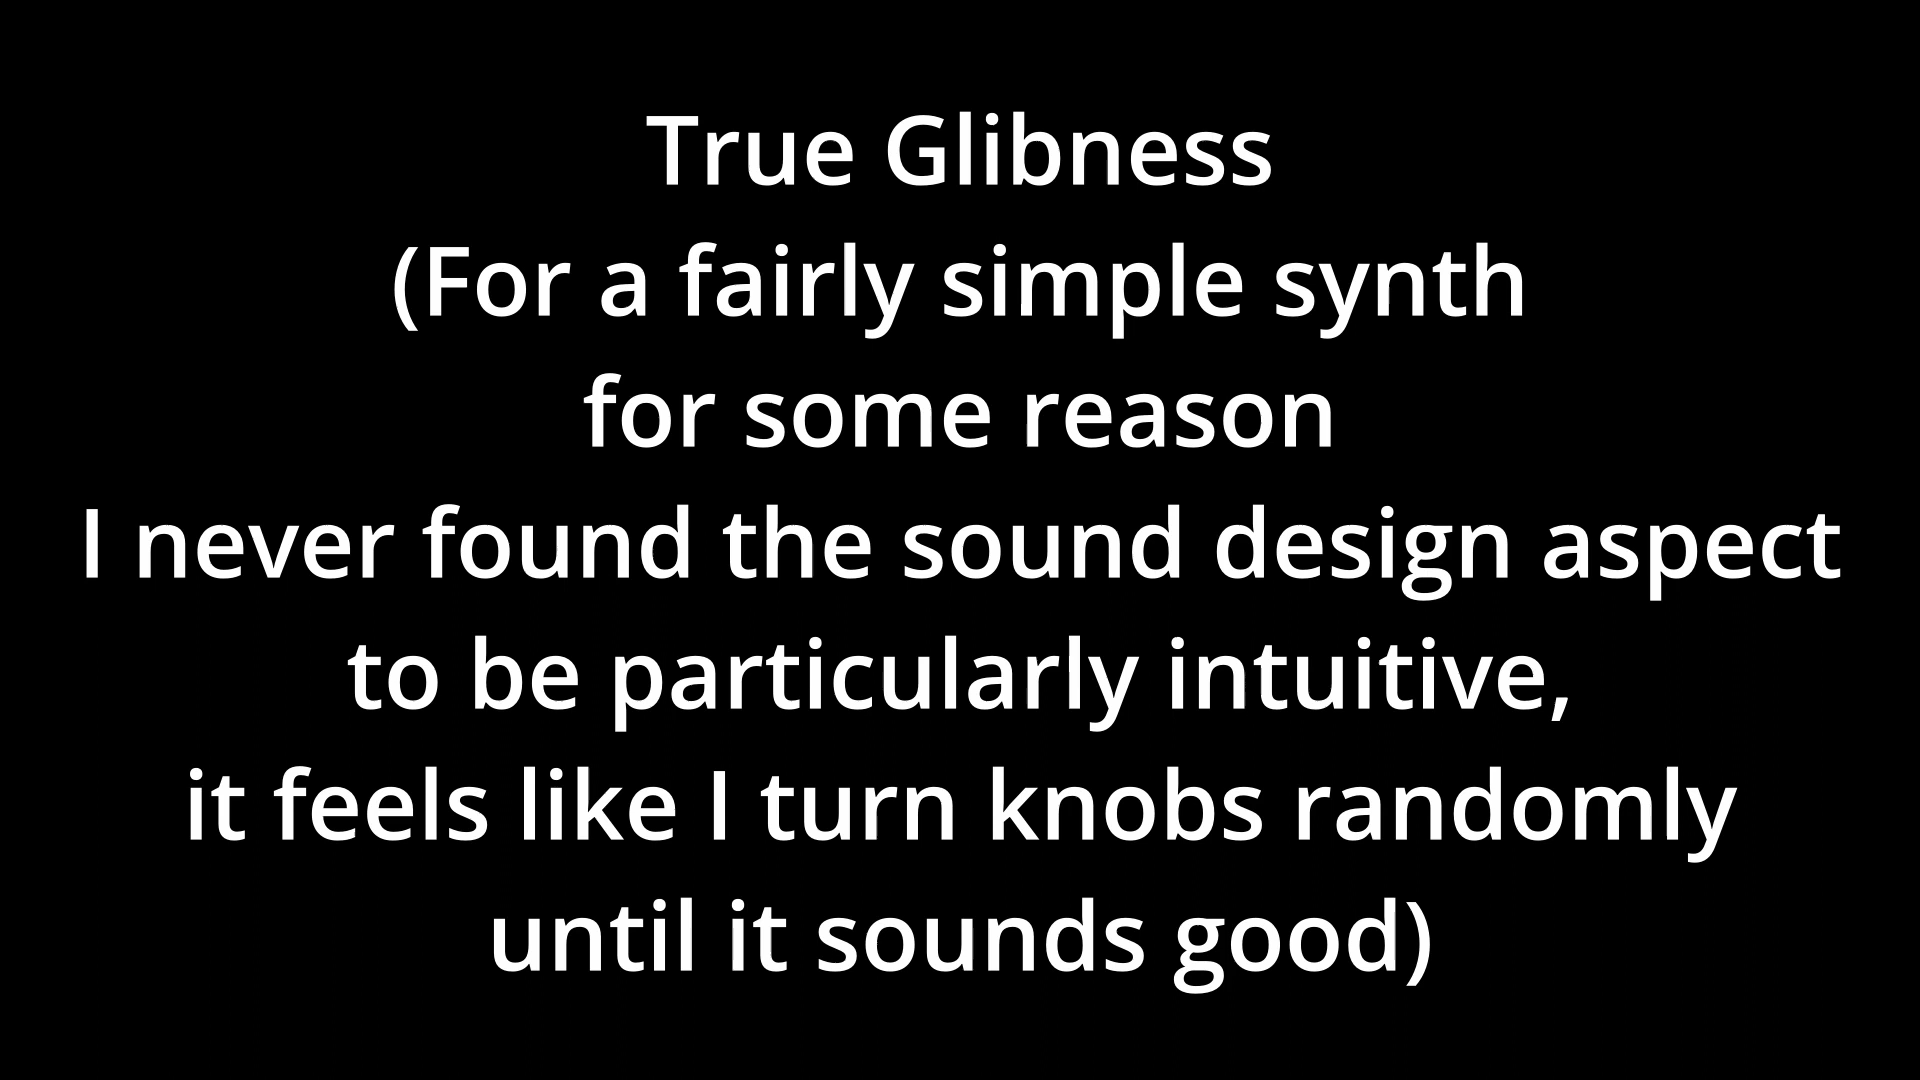 True Glibness
(For a fairly simple synth
for some reason
I never found the sound design aspect
to be particularly intuitive,
it feels like I turn knobs randomly
until it sounds good)